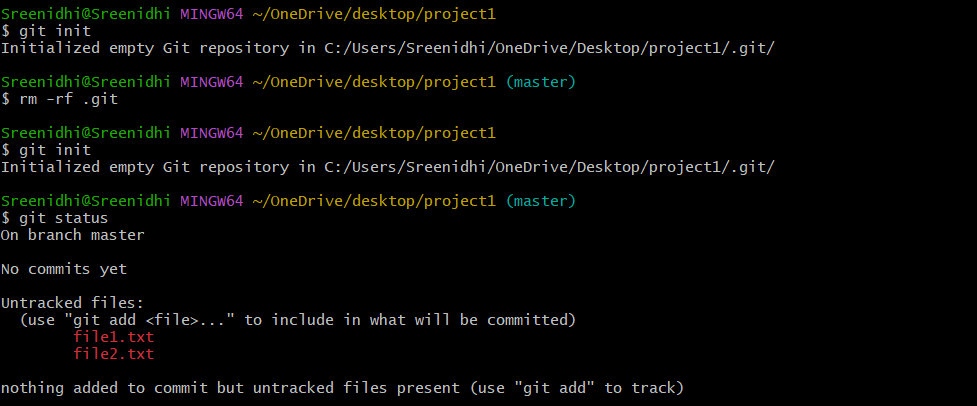 Sreenidhi@Sreenidhi MINGW64 ~/OneDrive/desktop/project1
$ git init
Initialized empty Git repository in C:/Users/Sreenidhi/OneDrive/Desktop/project1/.git/
Sreenidhi@Sreenidhi MINGW64 ~/OneDrive/desktop/project1 (master)
$ rm -rf .git
Sreenidhi@Sreenidhi MINGW64 ~/OneDrive/desktop/project1
$ git init
Initialized empty Git repository in C:/Users/Sreenidhi/OneDrive/Desktop/project1/.git/
Sreenidhi@Sreenidhi MINGW64 ~/OneDrive/desktop/project1 (master)
$ git status
On branch master
No commits yet
Untracked files:
  (use "git add <file>..." to include in what will be committed)
        file1.txt
        file2.txt
nothing added to commit but untracked files present (use "git add" to track)